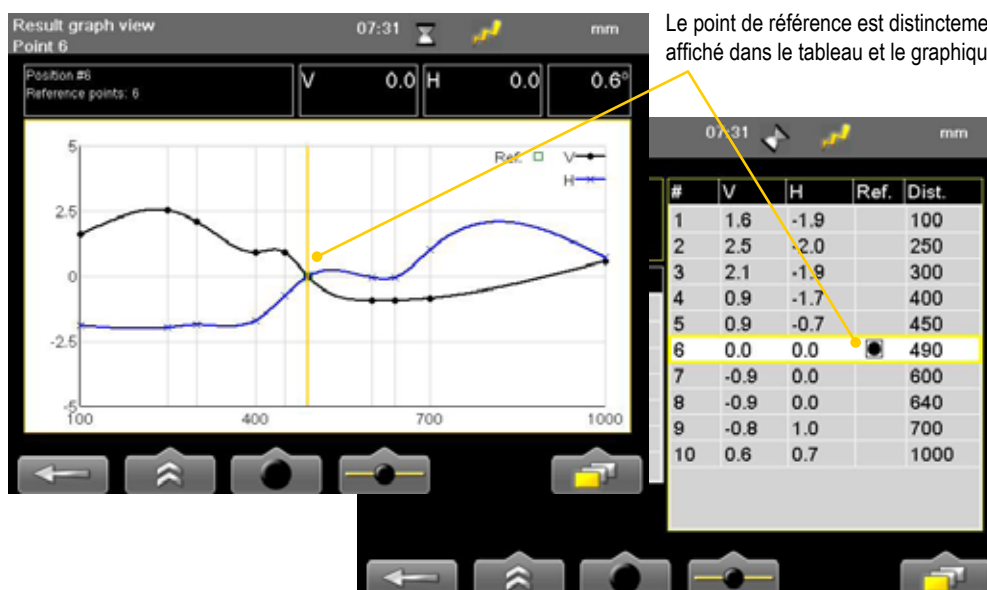 Result graph view
Point 6
07:31
mm
Le point de référence est distincteme
affiché dans le tableau et le graphiqu
Position #6
Reference points: 6
V 0.0 H 0.0 0.6°
5
2.5
0
-2.5
-5
100 400 700 1000
Ref. V
H
07:31 mm
# V H Ref. Dist.
1 1.6 -1.9 100
2 2.5 -2.0 250
3 2.1 -1.9 300
4 0.9 -1.7 400
5 0.9 -0.7 450
6 0.0 0.0 490
7 -0.9 0.0 600
8 -0.9 0.0 640
9 -0.8 1.0 700
10 0.6 0.7 1000